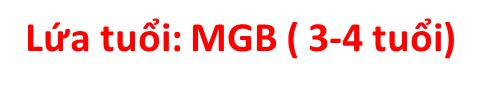 Lứa tuổi: MGB ( 3-4 tuổi)